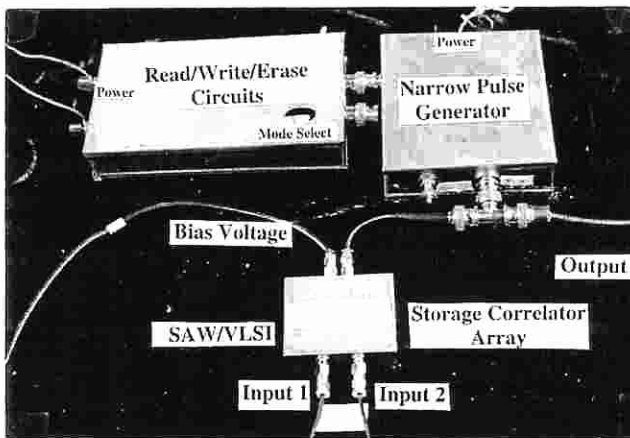 Power
Read/Write/Erase
Circuits
Power
Mode Select
Narrow Pulse
Generator
Bias Voltage
Output
SAW/VLSI
Storage Correlator
Array
Input 1
Input 2